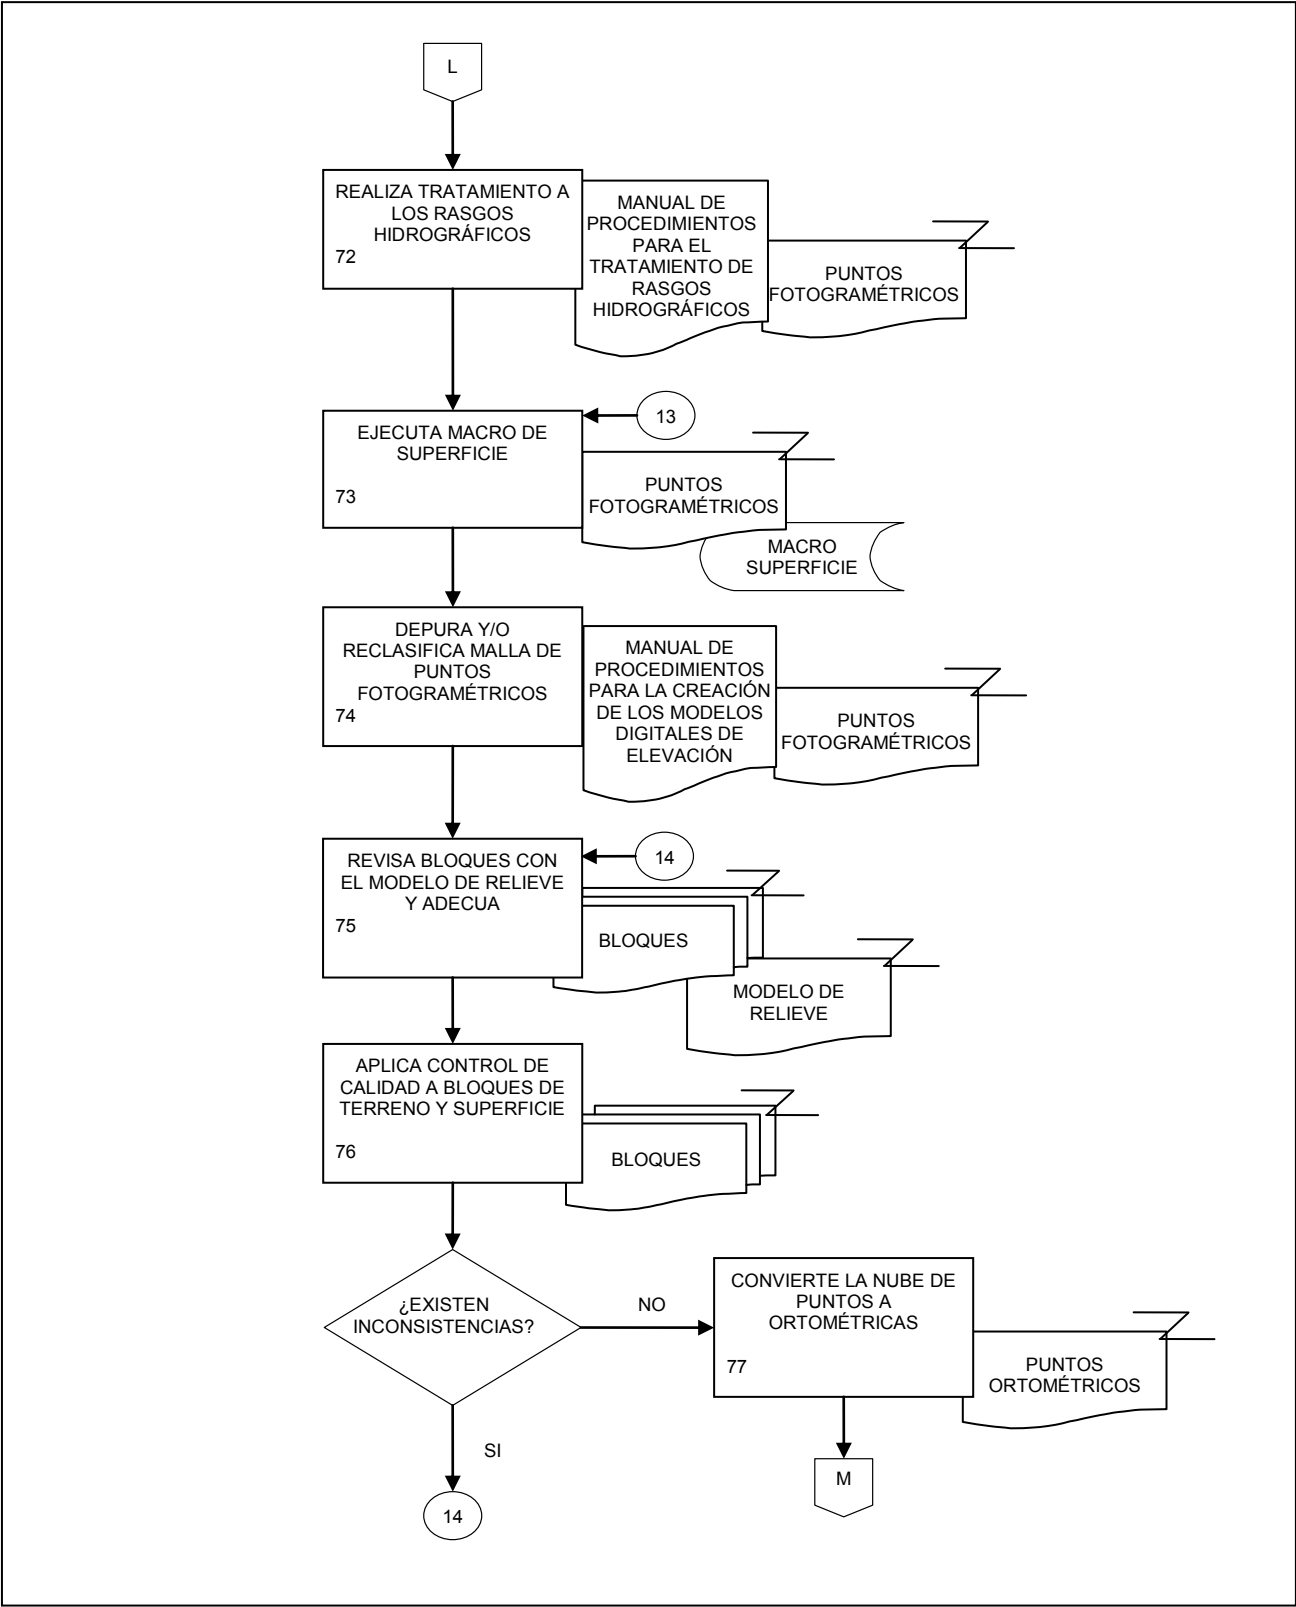 L
REALIZA TRATAMIENTO A
LOS RASGOS
HIDROGRÁFICOS
72
MANUAL DE
PROCEDIMIENTOS
PARA EL
TRATAMIENTO DE
RASGOS
HIDROGRÁFICOS
PUNTOS
FOTOGRAMÉTRICOS
13
EJECUTA MACRO DE
SUPERFICIE
73
PUNTOS
FOTOGRAMÉTRICOS
MACRO
SUPERFICIE
DEPURA Y/O
RECLASIFICA MALLA DE
PUNTOS
FOTOGRAMÉTRICOS
74
MANUAL DE
PROCEDIMIENTOS
PARA LA CREACIÓN
DE LOS MODELOS
DIGITALES DE
ELEVACIÓN
PUNTOS
FOTOGRAMÉTRICOS
14
REVISA BLOQUES CON
EL MODELO DE RELIEVE
Y ADECUA
75
BLOQUES
MODELO DE
RELIEVE
APLICA CONTROL DE
CALIDAD A BLOQUES DE
TERRENO Y SUPERFICIE
76
BLOQUES
¿EXISTEN
INCONSISTENCIAS?
NO
CONVIERTE LA NUBE DE
PUNTOS A
ORTOMÉTRICAS
77
PUNTOS
ORTOMÉTRICOS
SI
M
14